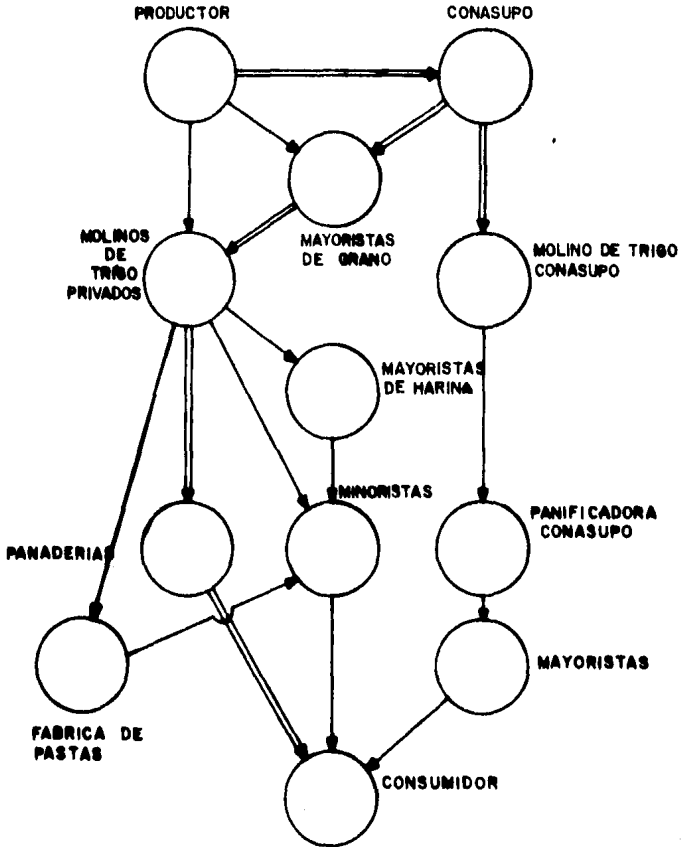 PRODUCTOR
CONASUPO
MAYORISTAS
DE GRANO
MOLINOS
DE
TRIGO
PRIVADOS
MOLINO DE TRIGO
CONASUPO
MAYORISTAS
DE HARINA
MINORISTAS
PANIFICADORA
CONASUPO
PANADERIAS
MAYORISTAS
FABRICA DE
PASTAS
CONSUMIDOR